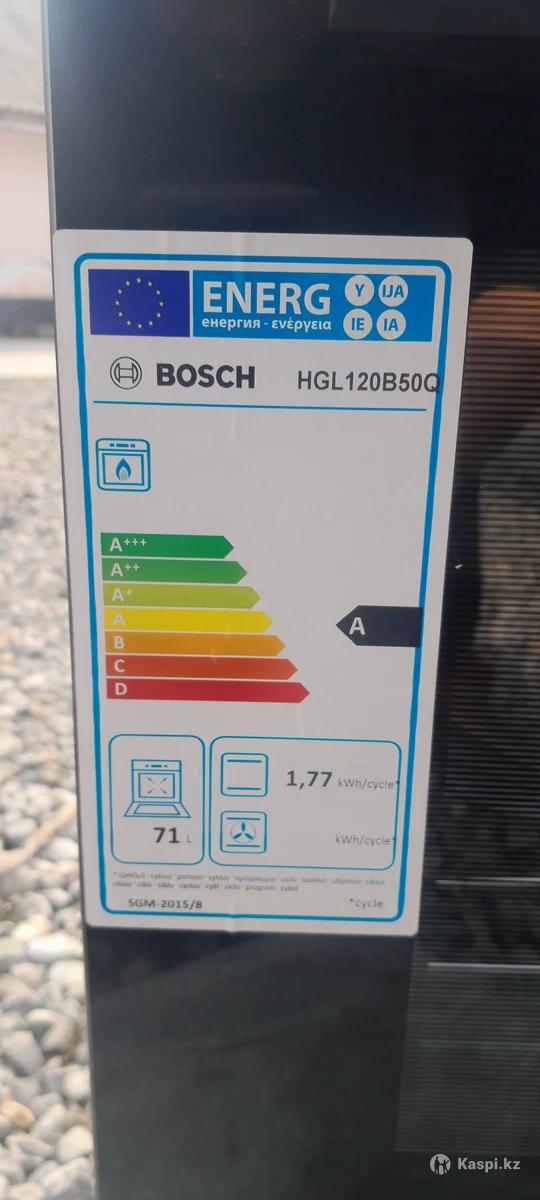 ENERG Y IJA
енергия - ενέργεια IE IA
BOSCH HGL120B50Q
A+++
A++
A+
A
B
C
D
A
1,77 kWh/cycle*
71 L
kWh/cycle*
SGM-2015/8 *cycle
Kaspi.kz